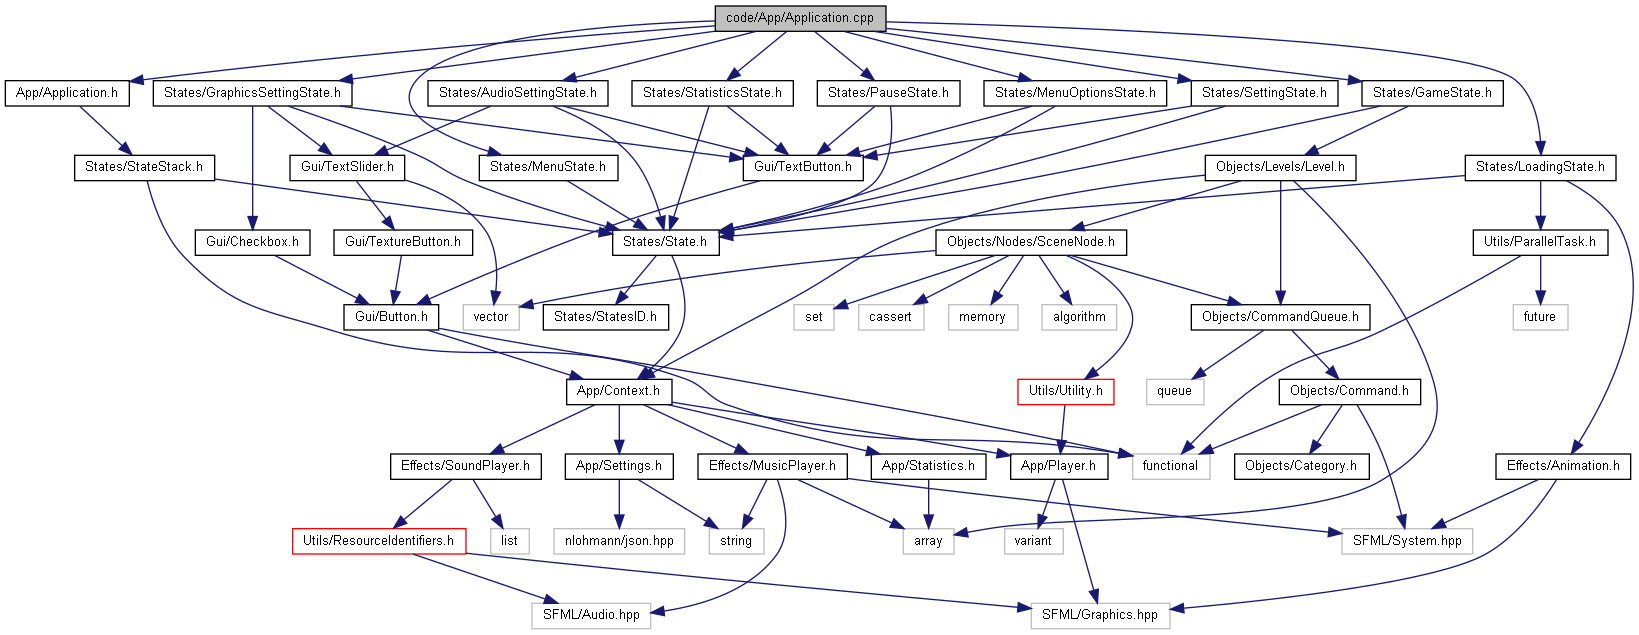 code/App/Application.cpp
App/Application.h
States/GraphicsSettingState.h
States/AudioSettingState.h
States/StatisticsState.h
States/PauseState.h
States/MenuOptionsState.h
States/SettingState.h
States/GameState.h
States/StateStack.h
Gui/TextSlider.h
States/MenuState.h
Gui/TextButton.h
Objects/Levels/Level.h
States/LoadingState.h
Gui/Checkbox.h
Gui/TextureButton.h
States/State.h
Objects/Nodes/SceneNode.h
Utils/ParallelTask.h
Gui/Button.h
vector
States/StatesID.h
set
cassert
memory
algorithm
Objects/CommandQueue.h
future
App/Context.h
Utils/Utility.h
queue
Objects/Command.h
Effects/SoundPlayer.h
App/Settings.h
Effects/MusicPlayer.h
App/Statistics.h
App/Player.h
functional
Objects/Category.h
Effects/Animation.h
Utils/ResourceIdentifiers.h
list
nlohmann/json.hpp
string
array
variant
SFML/System.hpp
SFML/Audio.hpp
SFML/Graphics.hpp